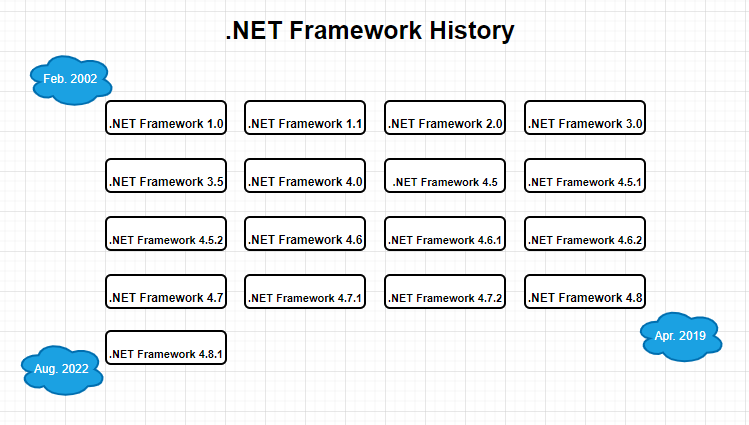 .NET Framework History
Feb. 2002
.NET Framework 1.0
.NET Framework 1.1
.NET Framework 2.0
.NET Framework 3.0
.NET Framework 3.5
.NET Framework 4.0
.NET Framework 4.5
.NET Framework 4.5.1
.NET Framework 4.5.2
.NET Framework 4.6
.NET Framework 4.6.1
.NET Framework 4.6.2
.NET Framework 4.7
.NET Framework 4.7.1
.NET Framework 4.7.2
.NET Framework 4.8
Apr. 2019
.NET Framework 4.8.1
Aug. 2022